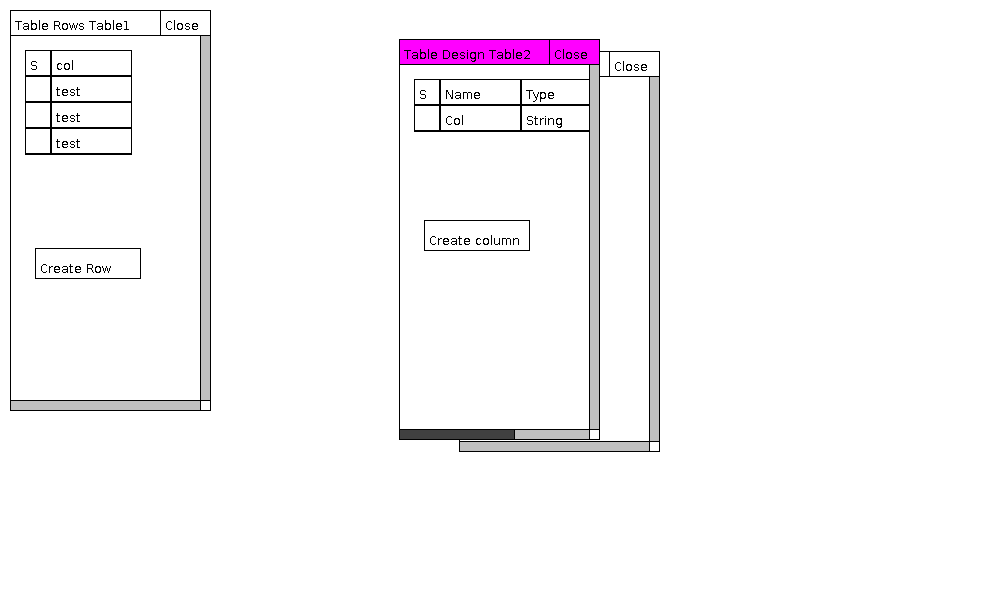 Table Rows Table1 Close
S col
test
test
test
Create Row
Table Design Table2 Close
S Name Type
Col String
Create column
Close